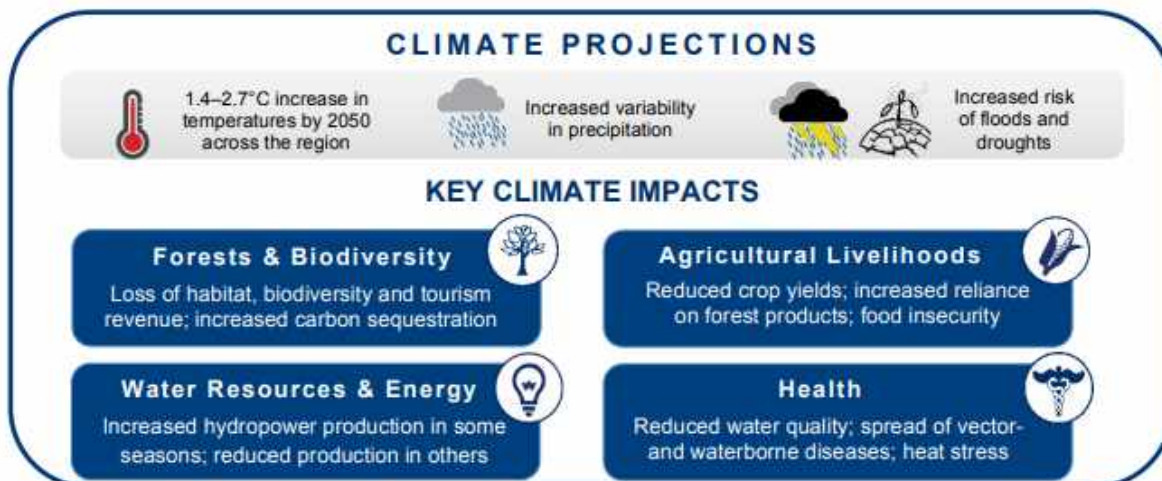 CLIMATE PROJECTIONS
1.4–2.7°C increase in
temperatures by 2050
across the region
Increased variability
in precipitation
Increased risk
of floods and
droughts
KEY CLIMATE IMPACTS
Forests & Biodiversity
Loss of habitat, biodiversity and tourism
revenue; increased carbon sequestration
Agricultural Livelihoods
Reduced crop yields; increased reliance
on forest products; food insecurity
Water Resources & Energy
Increased hydropower production in some
seasons; reduced production in others
Health
Reduced water quality; spread of vector-
and waterborne diseases; heat stress